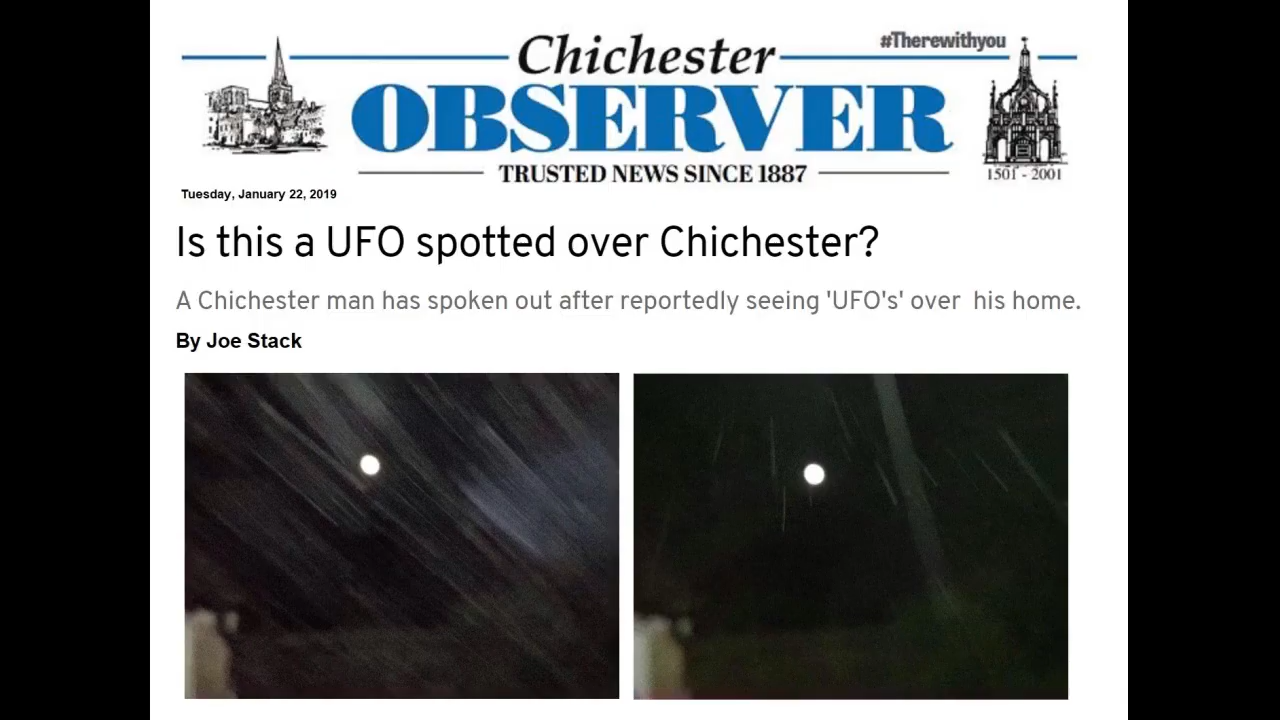 #Therewithyou
Chichester
OBSERVER
TRUSTED NEWS SINCE 1887
1501 - 2001
Tuesday, January 22, 2019
Is this a UFO spotted over Chichester?
A Chichester man has spoken out after reportedly seeing 'UFO's' over his home.
By Joe Stack